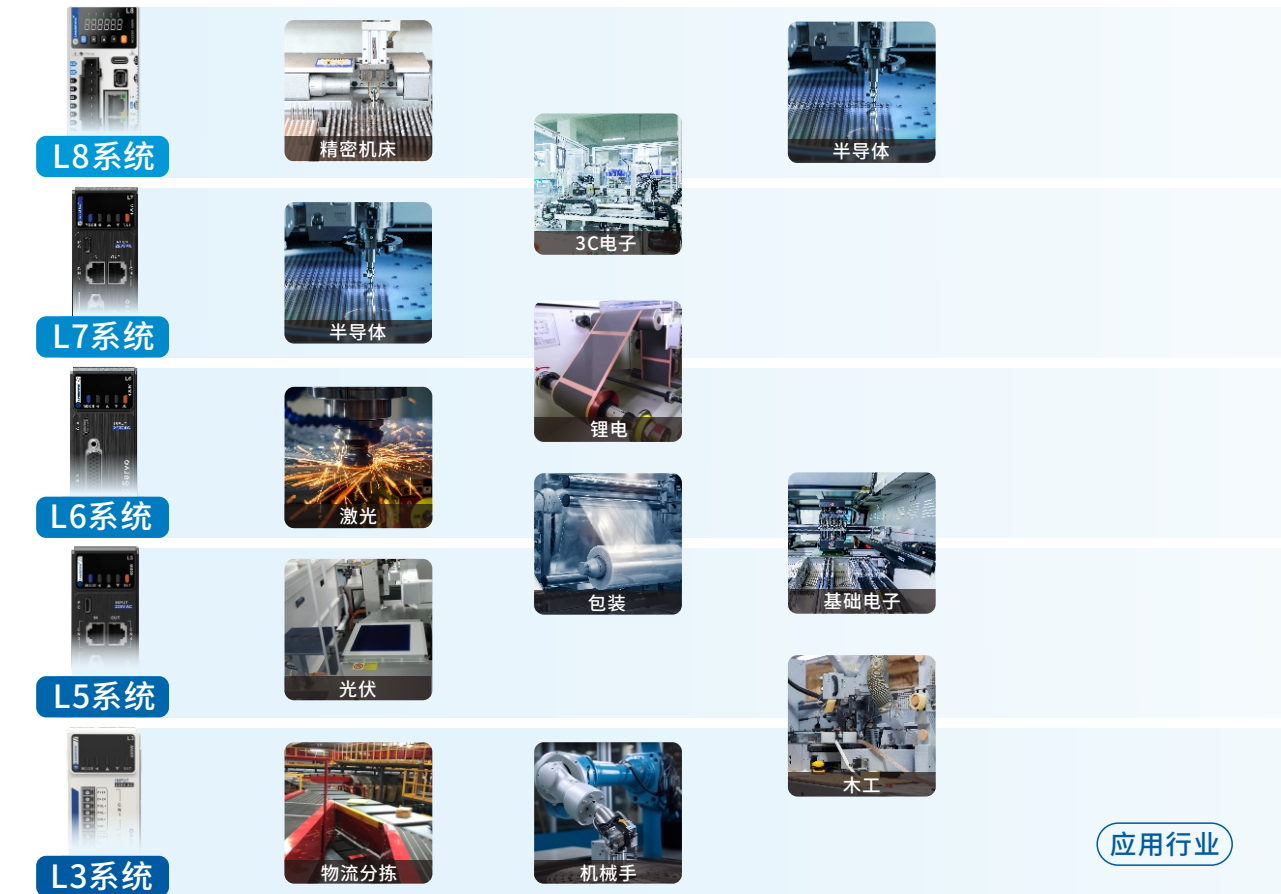 精密机床
半导体
L8系统
3C电子
半导体
L7系统
锂电
激光
L6系统
包装
基础电子
光伏
L5系统
木工
物流分拣
机械手
L3系统
应用行业